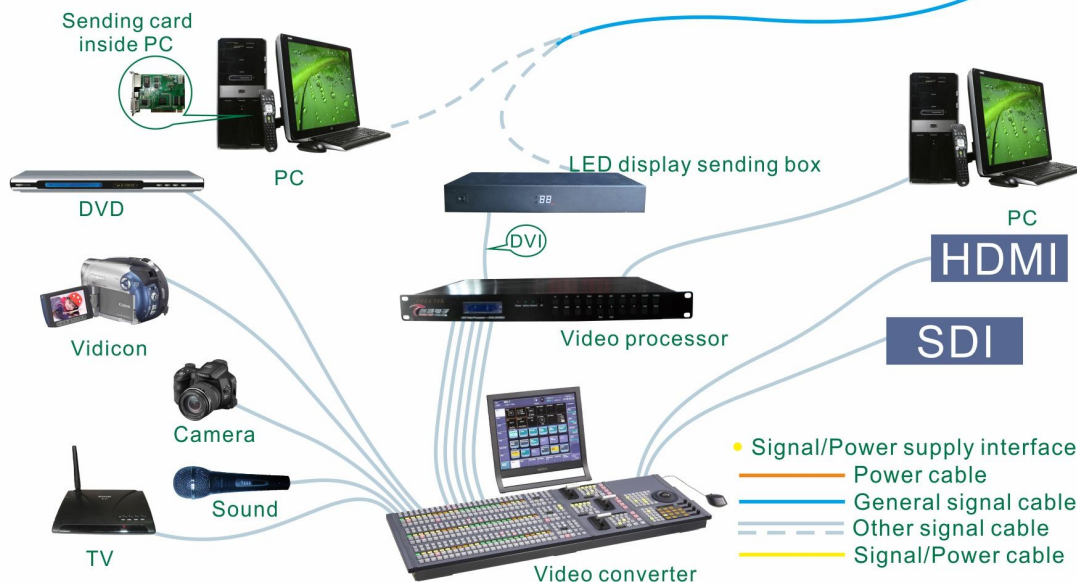 Sending card
inside PC
PC
LED display sending box
PC
DVD
DVI
HDMI
Vidicon
Video processor
SDI
Camera
Signal/Power supply interface
Power cable
Sound
General signal cable
Other signal cable
TV
Signal/Power cable
Video converter